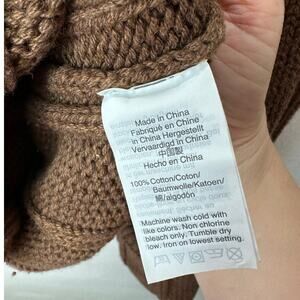 Made in China
Fabriqué en Chine
in China Hergestellt
Vervaardigd in China
中国製
Hecho en China
100% Cotton/Coton/
Baumwolle/Katoen/
綿/algodón
Machine wash cold with
like colors. Non chlorine
bleach only. Tumble dry
low. Iron on lowest setting.